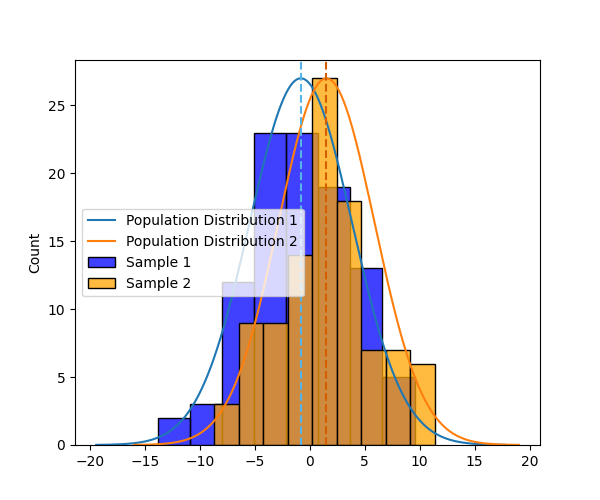 Count
25
20
15
10
5
0
Population Distribution 1
Population Distribution 2
Sample 1
Sample 2
−20 −15 −10 −5 0 5 10 15 20